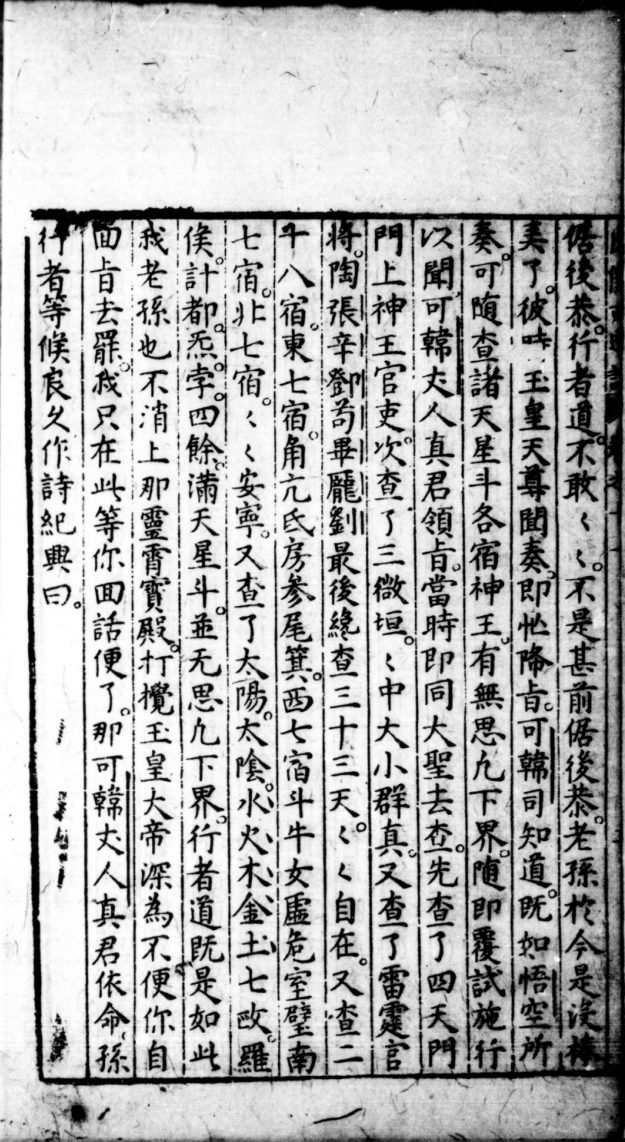 倨後恭行者道不敢〻〻不是甚前倨後恭老孫於今是沒棒
弄了彼時玉皇天尊聞奏即忙降旨可韓司知道既如悟空所
奏可随查諸天星斗各宿神王有無思凢下界随即覆試施行
以聞可韓丈人真君領旨當時即同大聖去查先查了四天門
門上神王官吏次查了三微垣〻中大小群真又查了雷霆官
將陶張辛鄧苟畢龐劉最後纔查三十三天〻〻自在又查二
十八宿東七宿角亢氐房参尾箕西七宿斗牛女虛危室壁南
七宿北七宿〻〻安寧又查了太陽太陰水火木金土七政羅
侯計都炁孛四餘滿天星斗並无思凢下界行者道既是如此
我老孫也不消上那靈霄寳殿打攪玉皇大帝深為不便你自
囬旨去罷我只在此等你囬話便了那可韓丈人真君依命孫
行者等候良乆作詩紀興曰